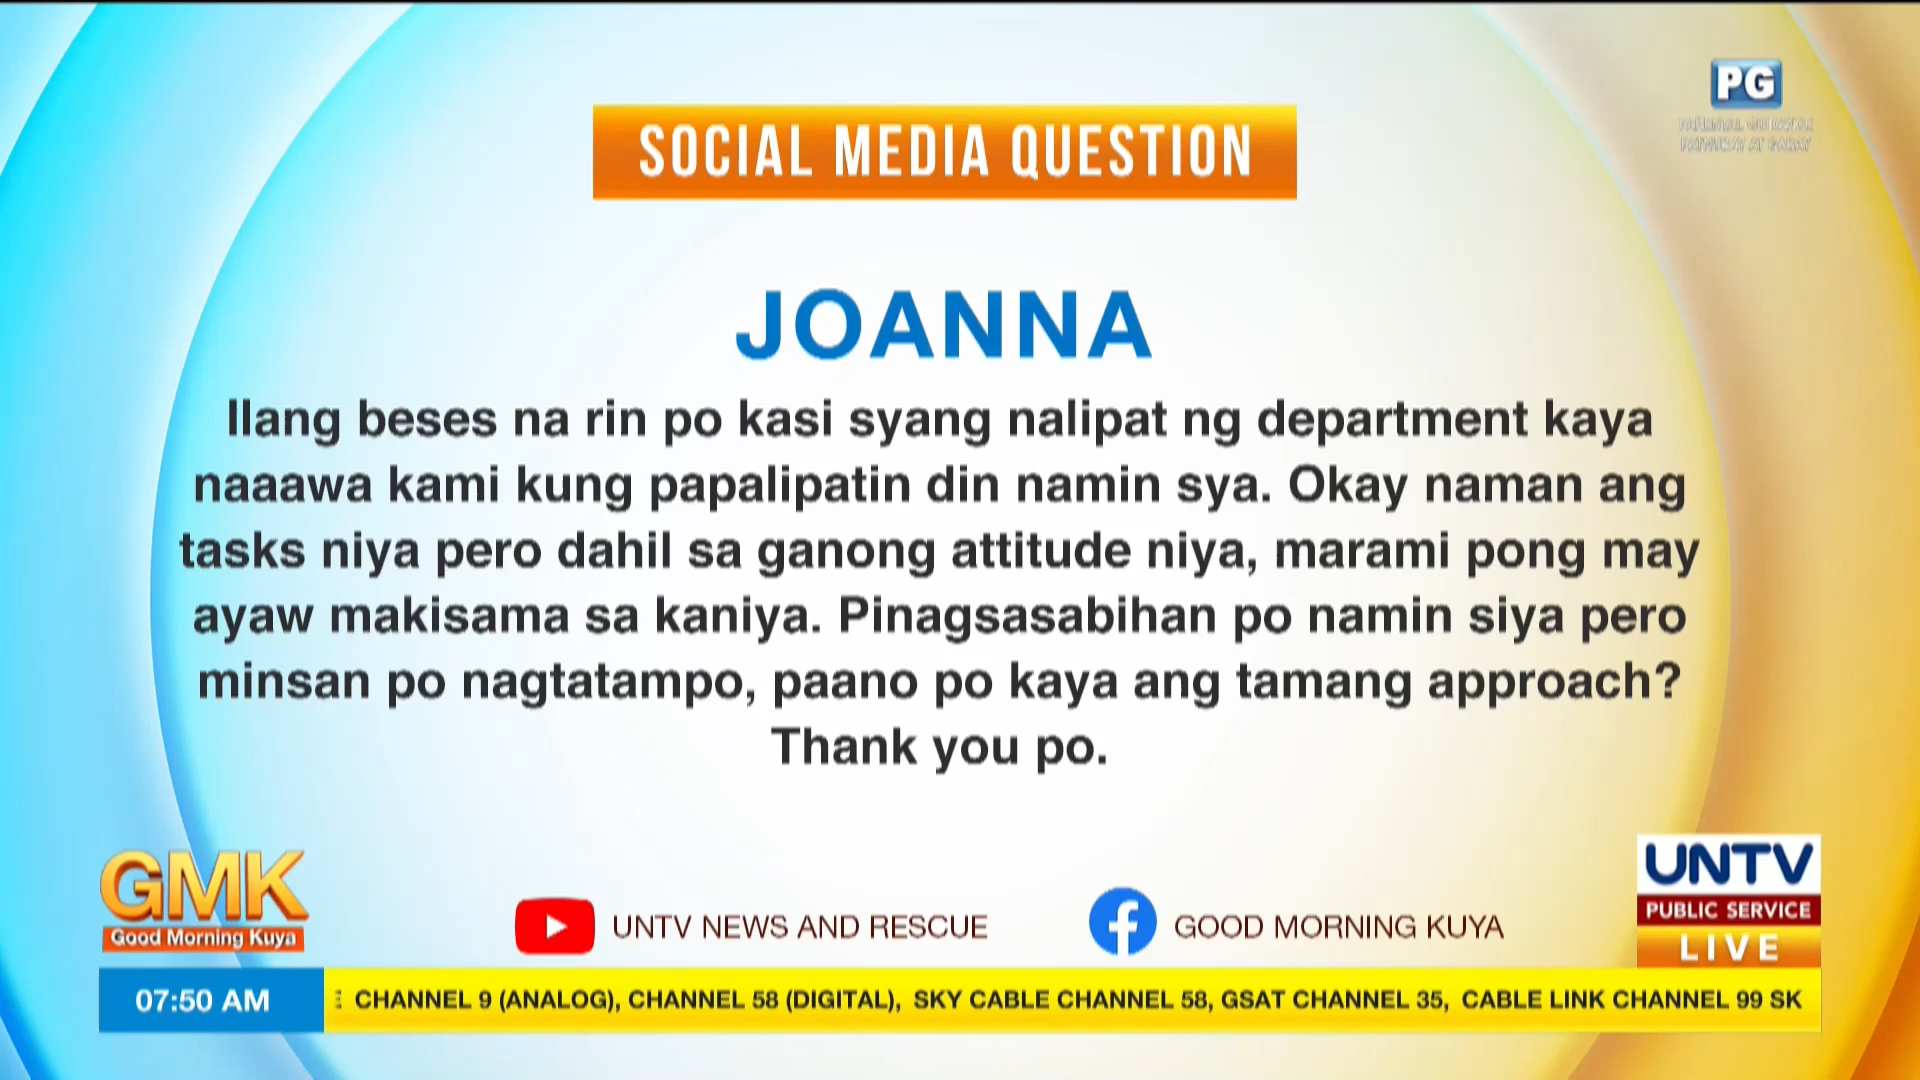 PG
SOCIAL MEDIA QUESTION
JOANNA
Ilang beses na rin po kasi syang nalipat ng department kaya
naaawa kami kung papalipatin din namin sya. Okay naman ang
tasks niya pero dahil sa ganong attitude niya, marami pong may
ayaw makisama sa kaniya. Pinagsasabihan po namin siya pero
minsan po nagtatampo, paano po kaya ang tamang approach?
Thank you po.
GMK
Good Morning Kuya
UNTV NEWS AND RESCUE
GOOD MORNING KUYA
UNTV
PUBLIC SERVICE
LIVE
07:50 AM
CHANNEL 9 (ANALOG), CHANNEL 58 (DIGITAL), SKY CABLE CHANNEL 58, GSAT CHANNEL 35, CABLE LINK CHANNEL 99 SK